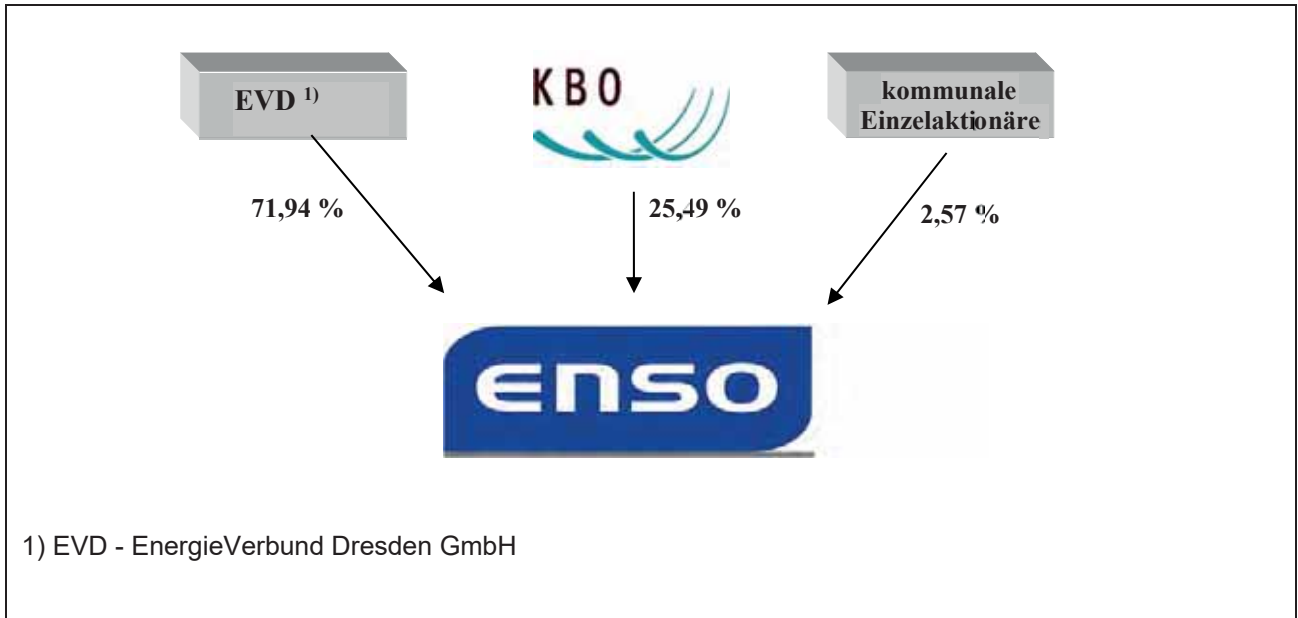 EVD 1)
KBO
kommunale
Einzelaktionäre
71,94 %
25,49 %
2,57 %
enso
1) EVD - EnergieVerbund Dresden GmbH